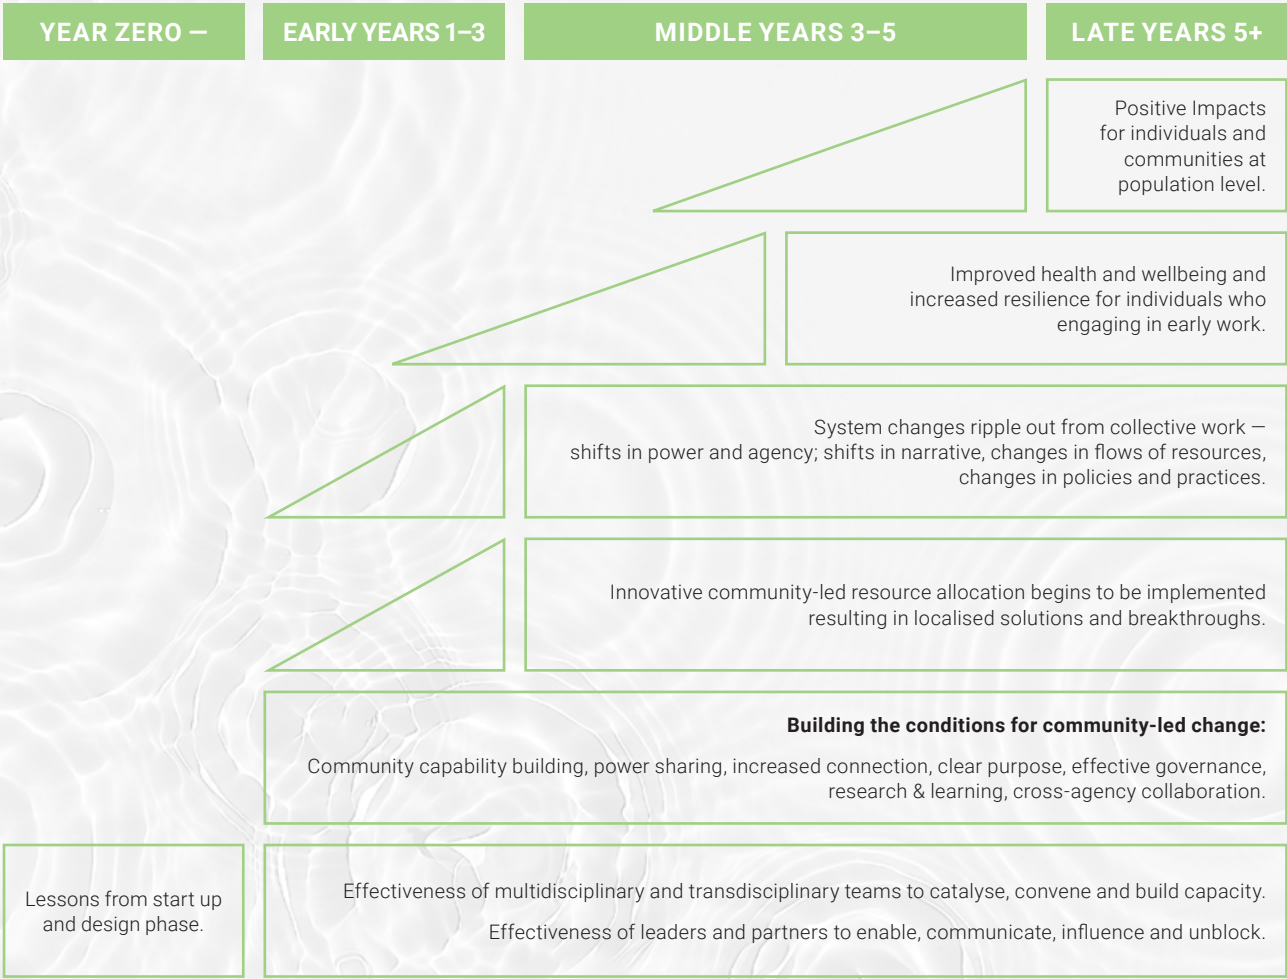 YEAR ZERO —
EARLY YEARS 1–3
MIDDLE YEARS 3–5
LATE YEARS 5+
Positive Impacts
for individuals and
communities at
population level.
Improved health and wellbeing and
increased resilience for individuals who
engaging in early work.
System changes ripple out from collective work —
shifts in power and agency; shifts in narrative, changes in flows of resources,
changes in policies and practices.
Innovative community-led resource allocation begins to be implemented
resulting in localised solutions and breakthroughs.
Building the conditions for community-led change:
Community capability building, power sharing, increased connection, clear purpose, effective governance,
research & learning, cross-agency collaboration.
Lessons from start up
and design phase.
Effectiveness of multidisciplinary and transdisciplinary teams to catalyse, convene and build capacity.
Effectiveness of leaders and partners to enable, communicate, influence and unblock.